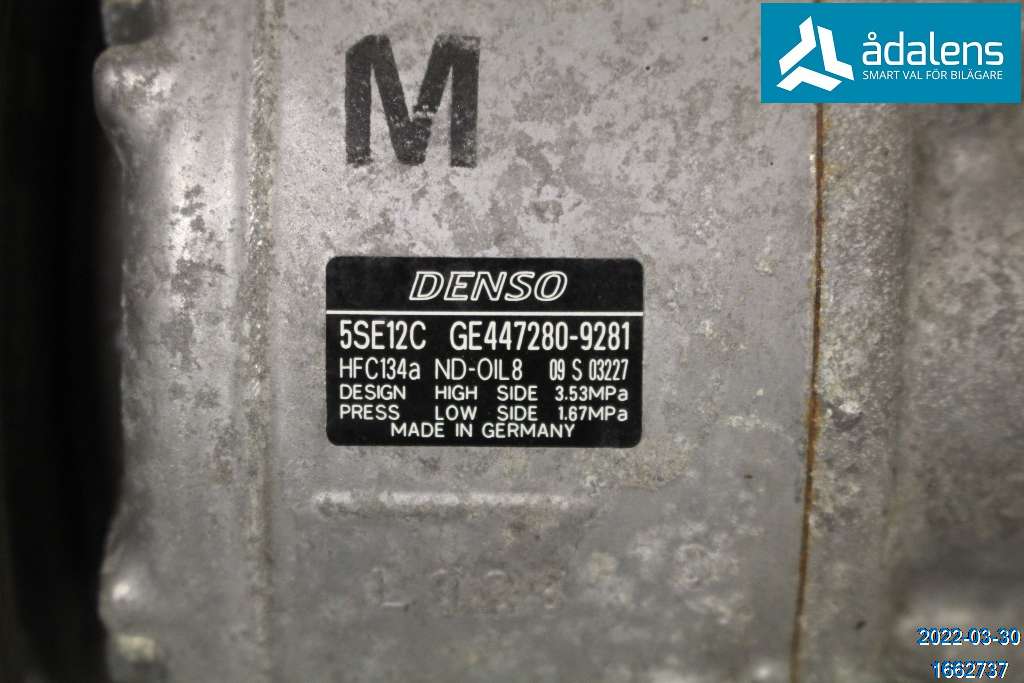 M
ådalens
SMART VAL FÖR BILÄGARE
DENSO
5SE12C GE447280-9281
HFC134a ND-OIL8 09 S 03227
DESIGN HIGH SIDE 3.53MPa
PRESS LOW SIDE 1.67MPa
MADE IN GERMANY
2022-03-30
1662737